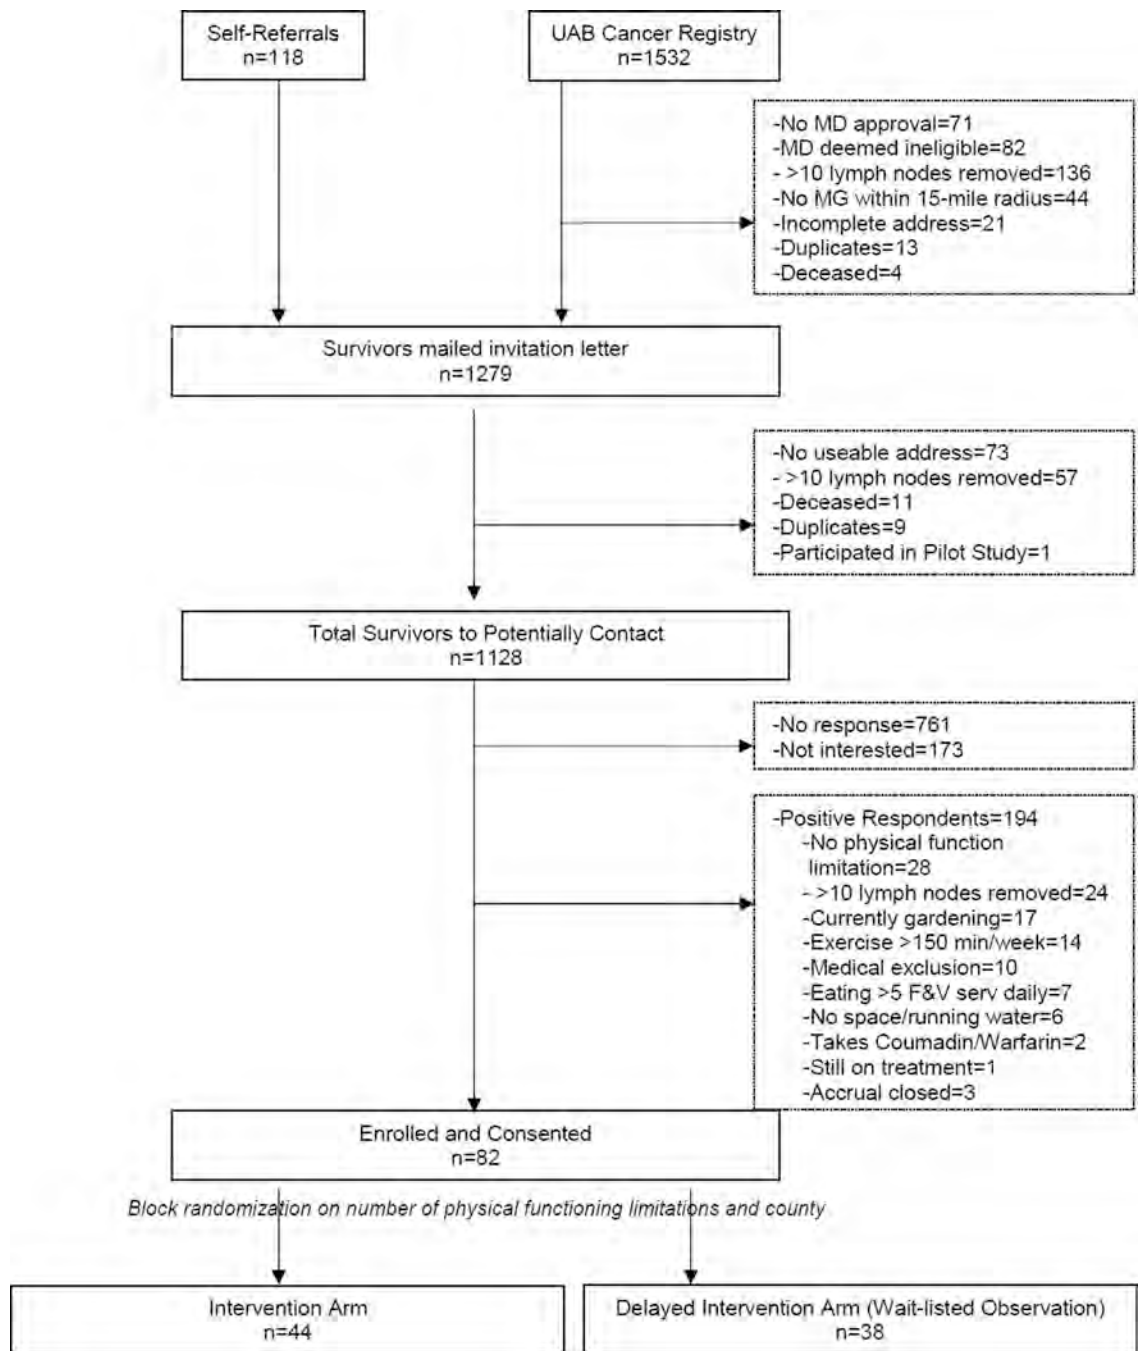 Self-Referrals
n=118
UAB Cancer Registry
n=1532
-No MD approval=71
-MD deemed ineligible=82
- >10 lymph nodes removed=136
-No MG within 15-mile radius=44
-Incomplete address=21
-Duplicates=13
-Deceased=4
Survivors mailed invitation letter
n=1279
-No useable address=73
- >10 lymph nodes removed=57
-Deceased=11
-Duplicates=9
-Participated in Pilot Study=1
Total Survivors to Potentially Contact
n=1128
-No response=761
-Not interested=173
-Positive Respondents=194
-No physical function
limitation=28
- >10 lymph nodes removed=24
-Currently gardening=17
-Exercise >150 min/week=14
-Medical exclusion=10
-Eating >5 F&V serv daily=7
-No space/running water=6
-Takes Coumadin/Warfarin=2
-Still on treatment=1
-Accrual closed=3
Enrolled and Consented
n=82
Block randomization on number of physical functioning limitations and county
Intervention Arm
n=44
Delayed Intervention Arm (Wait-listed Observation)
n=38